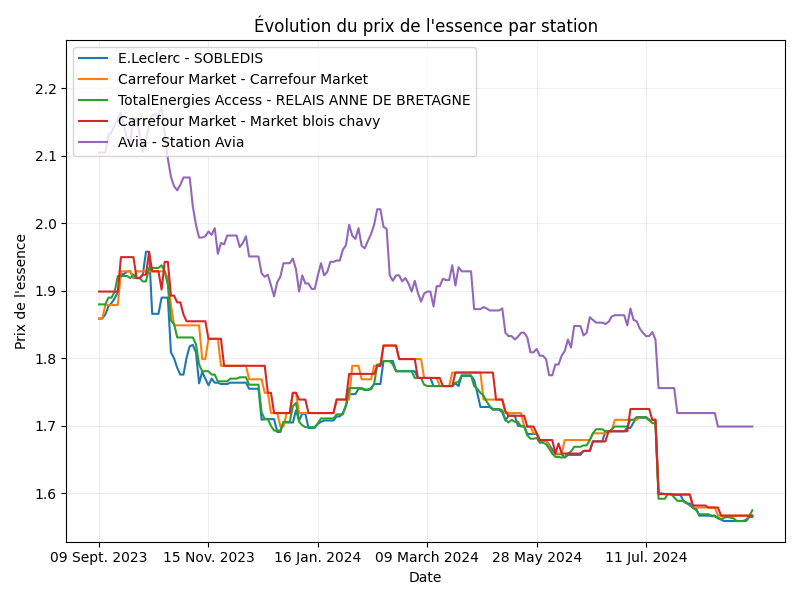 Évolution du prix de l'essence par station
E.Leclerc - SOBLEDIS
Carrefour Market - Carrefour Market
TotalEnergies Access - RELAIS ANNE DE BRETAGNE
Carrefour Market - Market blois chavy
Avia - Station Avia
Prix de l'essence
2.2
2.1
2.0
1.9
1.8
1.7
1.6
09 Sept. 2023
15 Nov. 2023
16 Jan. 2024
09 March 2024
28 May 2024
11 Jul. 2024
Date